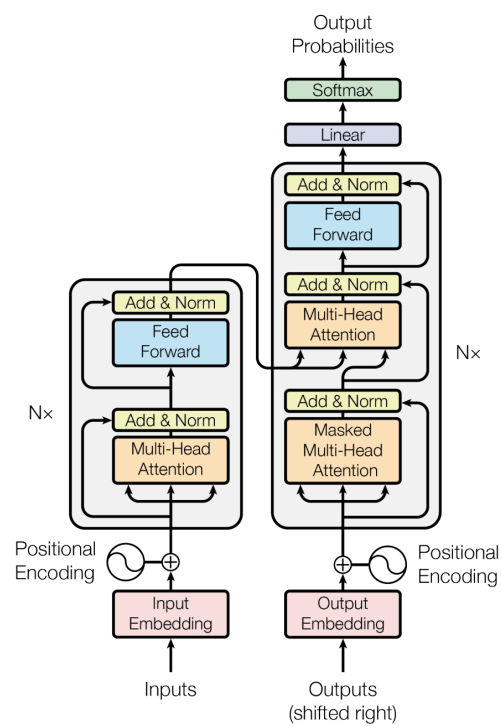 Output
Probabilities
Softmax
Linear
Add & Norm
Feed
Forward
Add & Norm
Multi-Head
Attention
Add & Norm
Masked
Multi-Head
Attention
N×
Positional
Encoding
Output
Embedding
Outputs
(shifted right)
Add & Norm
Feed
Forward
Add & Norm
Multi-Head
Attention
N×
Positional
Encoding
Input
Embedding
Inputs